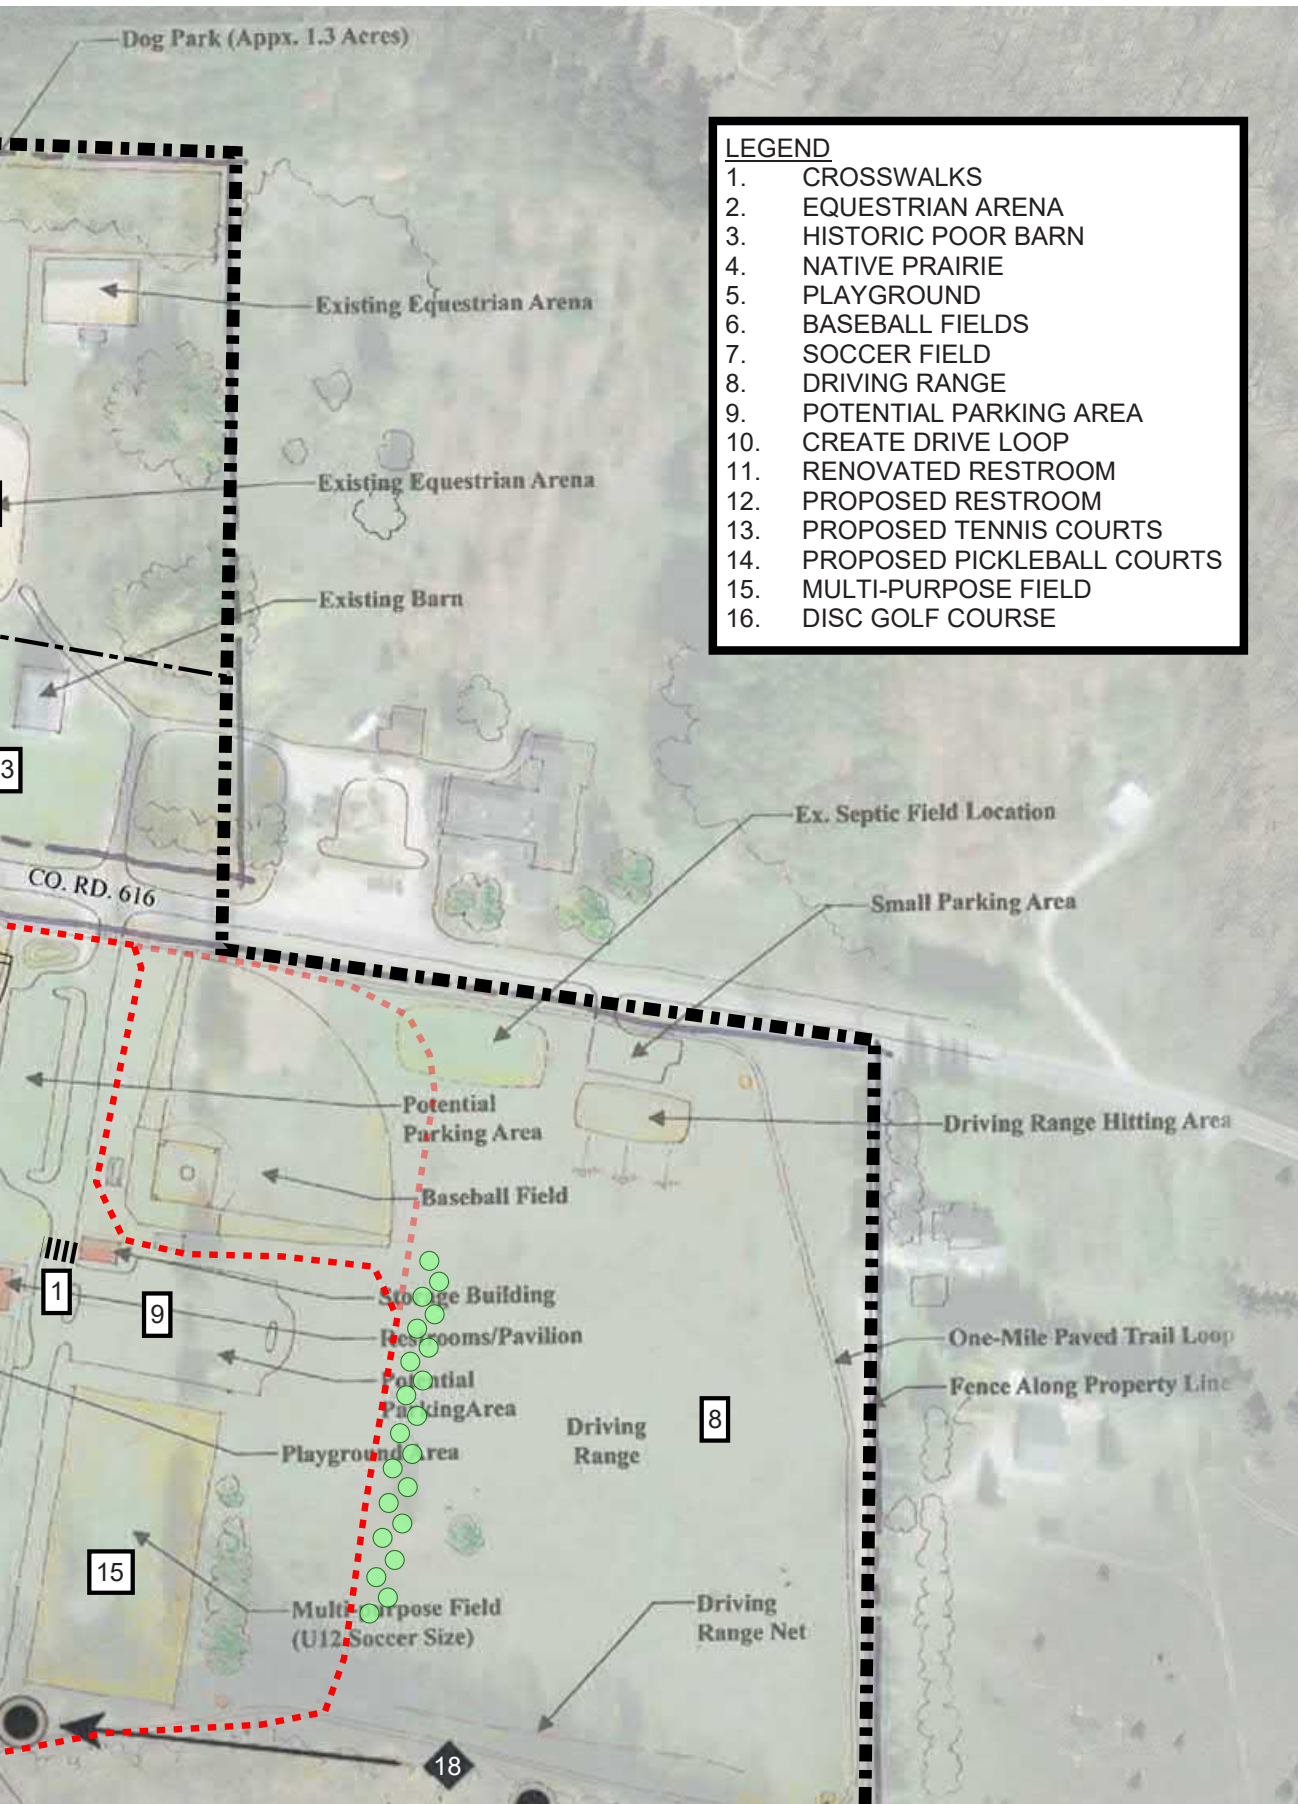 Dog Park (Appx. 1.3 Acres)
LEGEND
1. CROSSWALKS
2. EQUESTRIAN ARENA
3. HISTORIC POOR BARN
4. NATIVE PRAIRIE
5. PLAYGROUND
6. BASEBALL FIELDS
7. SOCCER FIELD
8. DRIVING RANGE
9. POTENTIAL PARKING AREA
10. CREATE DRIVE LOOP
11. RENOVATED RESTROOM
12. PROPOSED RESTROOM
13. PROPOSED TENNIS COURTS
14. PROPOSED PICKLEBALL COURTS
15. MULTI-PURPOSE FIELD
16. DISC GOLF COURSE
Existing Equestrian Arena
Existing Equestrian Arena
Existing Barn
3
Ex. Septic Field Location
CO. RD. 616
Small Parking Area
Potential
Parking Area
Driving Range Hitting Area
Baseball Field
1
9
Storage Building
Restrooms/Pavilion
One-Mile Paved Trail Loop
Potential
ParkingArea
Fence Along Property Line
8
Driving
Range
Playground Area
15
Multi-purpose Field
(U12 Soccer Size)
Driving
Range Net
18